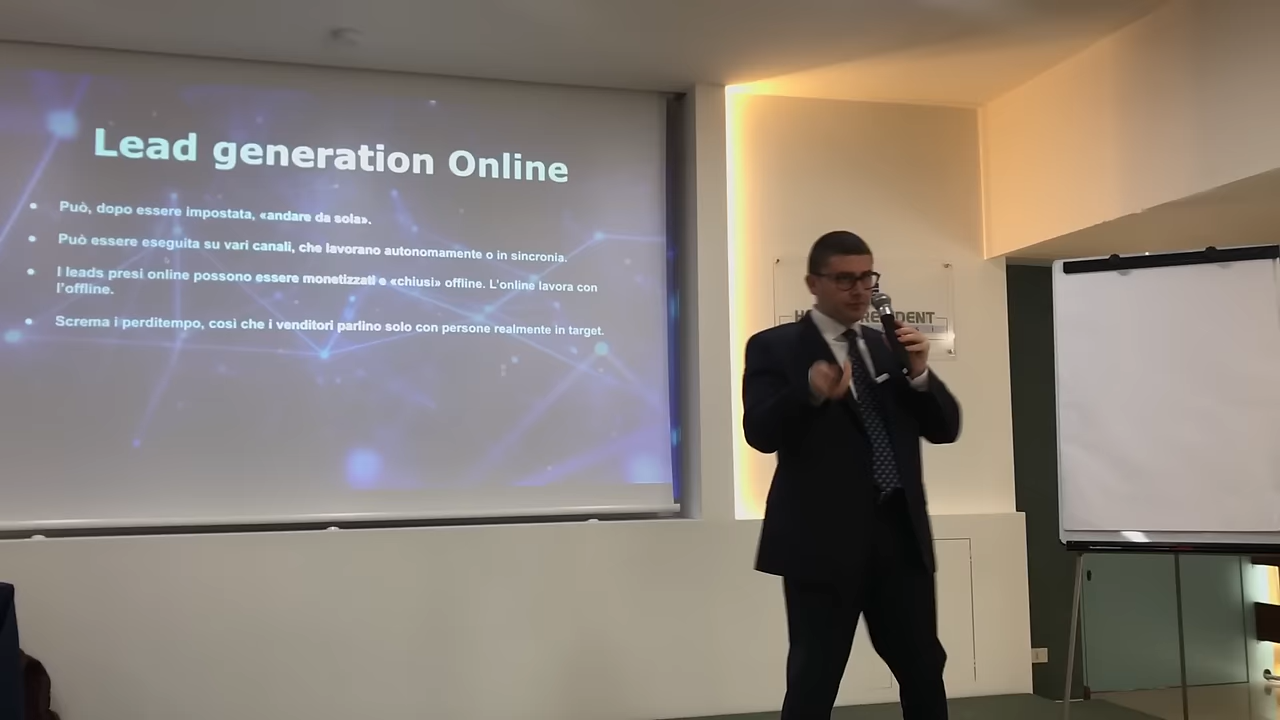 Lead generation Online
• Può, dopo essere impostata, «andare da sola».
• Può essere eseguita su vari canali, che lavorano autonomamente o in sincronia.
• I leads presi online possono essere monetizzati e «chiusi» offline. L'online lavora con
l'offline.
• Screma i perditempo, così che i venditori parlino solo con persone realmente in target.